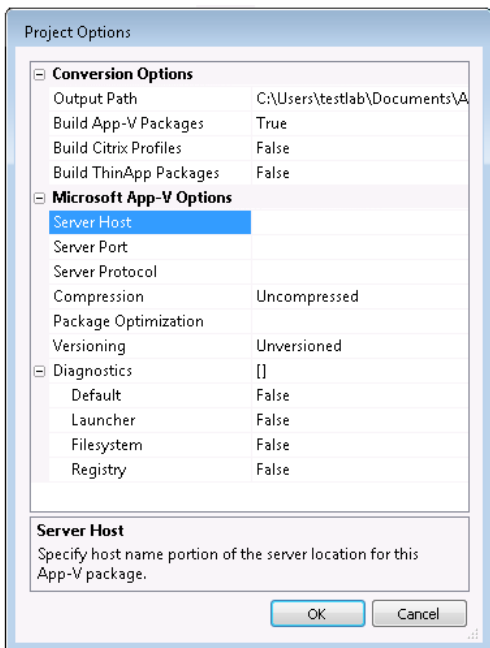 Project Options
Conversion Options
Output Path C:\Users\testlab\Documents\A
Build App-V Packages True
Build Citrix Profiles False
Build ThinApp Packages False
Microsoft App-V Options
Server Host
Server Port
Server Protocol
Compression Uncompressed
Package Optimization
Versioning Unversioned
Diagnostics []
Default False
Launcher False
Filesystem False
Registry False
Server Host
Specify host name portion of the server location for this
App-V package.
OK Cancel